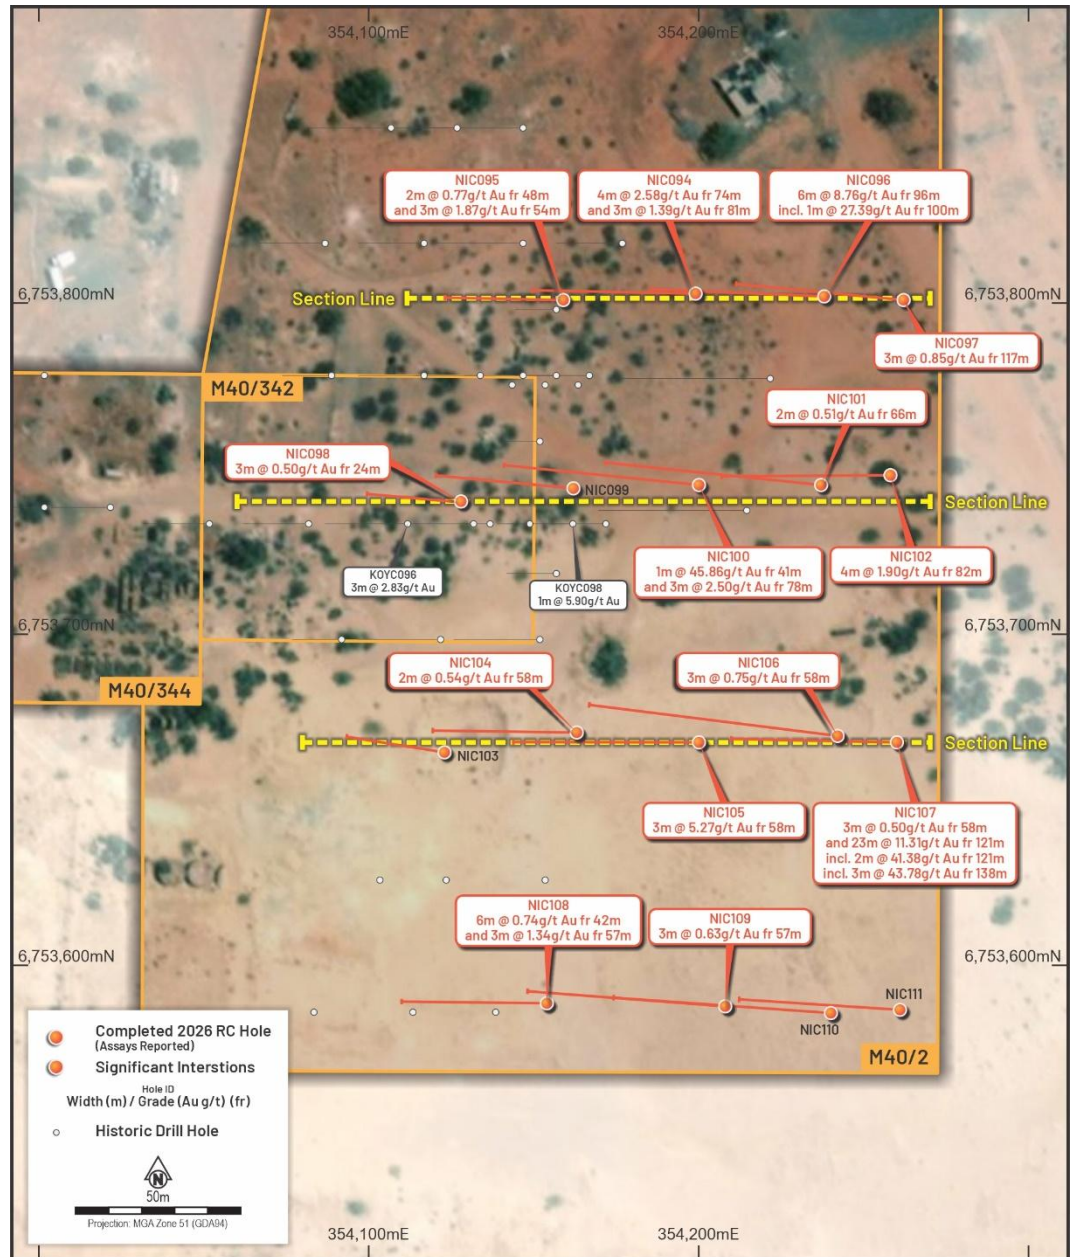 354,100mE
354,200mE
NIC095
2m @ 0.77g/t Au fr 48m
and 3m @ 1.87g/t Au fr 54m
NIC094
4m @ 2.58g/t Au fr 74m
and 3m @ 1.39g/t Au fr 81m
NIC096
6m @ 8.76g/t Au fr 96m
incl. 1m @ 27.39g/t Au fr 100m
6,753,800mN
Section Line
6,753,800mN
NIC097
3m @ 0.85g/t Au fr 117m
M40/342
NIC101
2m @ 0.51g/t Au fr 66m
NIC098
3m @ 0.50g/t Au fr 24m
NIC099
Section Line
KOYC096
3m @ 2.83g/t Au
KOYC098
1m @ 5.90g/t Au
NIC100
1m @ 45.86g/t Au fr 41m
and 3m @ 2.50g/t Au fr 78m
NIC102
4m @ 1.90g/t Au fr 82m
6,753,700mN
6,753,700mN
M40/344
NIC104
2m @ 0.54g/t Au fr 58m
NIC106
3m @ 0.75g/t Au fr 58m
NIC103
Section Line
NIC105
3m @ 5.27g/t Au fr 58m
NIC107
3m @ 0.50g/t Au fr 58m
and 23m @ 11.31g/t Au fr 121m
incl. 2m @ 41.38g/t Au fr 121m
incl. 3m @ 43.78g/t Au fr 138m
NIC108
6m @ 0.74g/t Au fr 42m
and 3m @ 1.34g/t Au fr 57m
NIC109
3m @ 0.63g/t Au fr 57m
6,753,600mN
6,753,600mN
NIC110
NIC111
M40/2
Completed 2026 RC Hole
(Assays Reported)
Significant Interstions
Hole ID
Width (m) / Grade (Au g/t) (fr)
Historic Drill Hole
N
50m
Projection: MGA Zone 51 (GDA94)
354,100mE
354,200mE